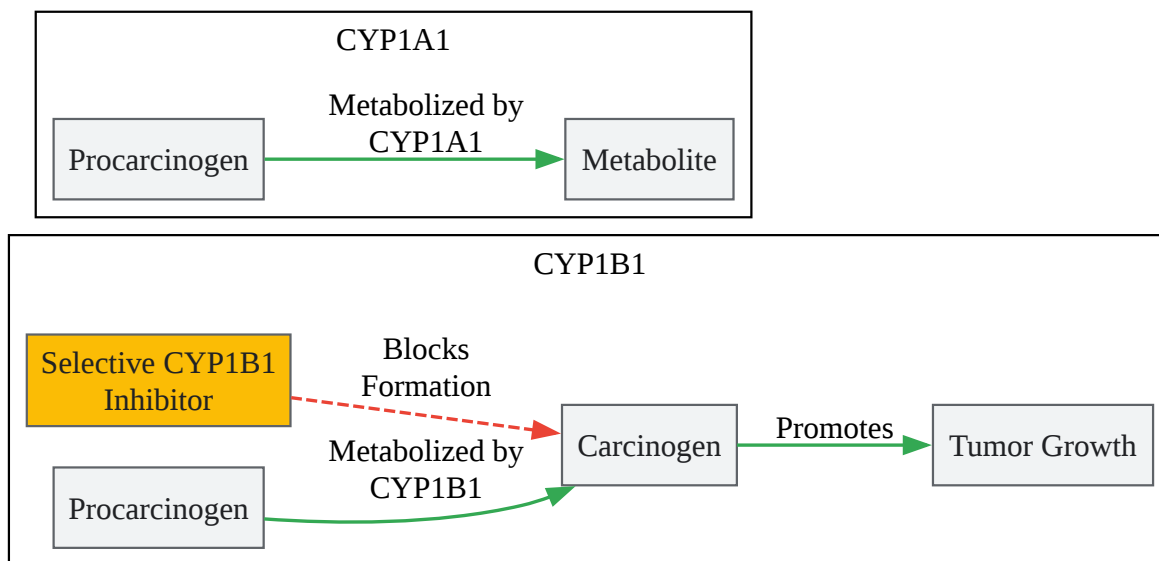 CYP1A1
Metabolized by
CYP1A1
Procarcinogen
Metabolite
CYP1B1
Selective CYP1B1
Inhibitor
Blocks
Formation
Metabolized by
CYP1B1
Procarcinogen
Carcinogen
Promotes
Tumor Growth